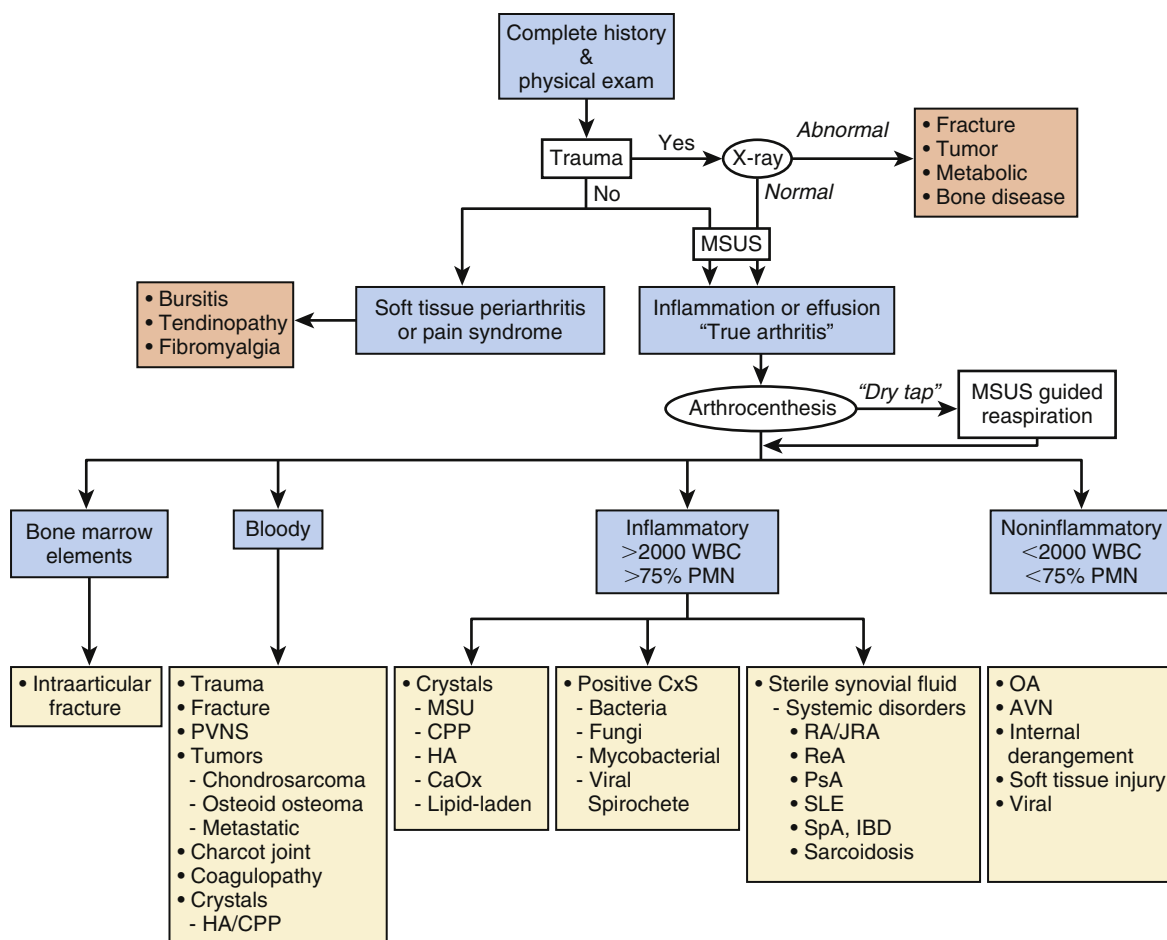 Complete history
&
physical exam
Trauma
Yes
X-ray
Abnormal
• Fracture
• Tumor
• Metabolic
• Bone disease
No
Normal
MSUS
• Bursitis
• Tendinopathy
• Fibromyalgia
Soft tissue periarthritis
or pain syndrome
Inflammation or effusion
“True arthritis”
Arthrocenthesis
“Dry tap”
MSUS guided
reaspiration
Bone marrow
elements
Bloody
Inflammatory
>2000 WBC
>75% PMN
Noninflammatory
<2000 WBC
<75% PMN
• Intraarticular
fracture
• Trauma
• Fracture
• PVNS
• Tumors
- Chondrosarcoma
- Osteoid osteoma
- Metastatic
• Charcot joint
• Coagulopathy
• Crystals
- HA/CPP
• Crystals
- MSU
- CPP
- HA
- CaOx
- Lipid-laden
• Positive CxS
- Bacteria
- Fungi
- Mycobacterial
- Viral
Spirochete
• Sterile synovial fluid
- Systemic disorders
• RA/JRA
• ReA
• PsA
• SLE
• SpA, IBD
• Sarcoidosis
• OA
• AVN
• Internal
derangement
• Soft tissue injury
• Viral